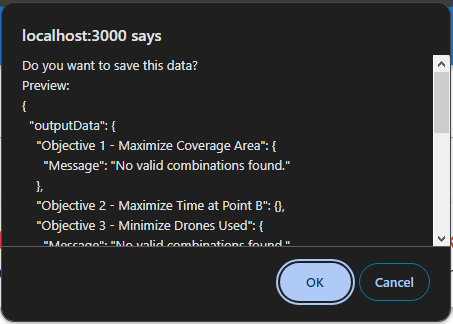 localhost:3000 says
Do you want to save this data?
Preview:
{
"outputData": {
"Objective 1 - Maximize Coverage Area": {
"Message": "No valid combinations found."
},
"Objective 2 - Maximize Time at Point B": {},
"Objective 3 - Minimize Drones Used": {
"Message": "No valid combinations found."
OK Cancel